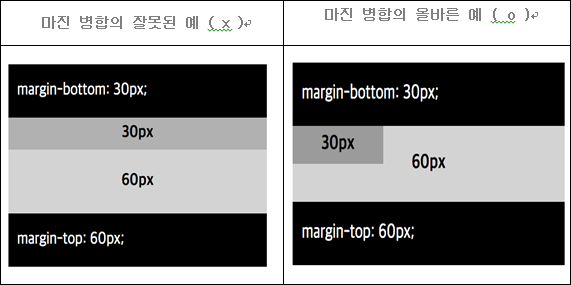 마진 병합의 잘못된 예 ( x )↵
margin-bottom: 30px;
30px
60px
margin-top: 60px;
마진 병합의 올바른 예 ( o )↵
margin-bottom: 30px;
30px
60px
margin-top: 60px;